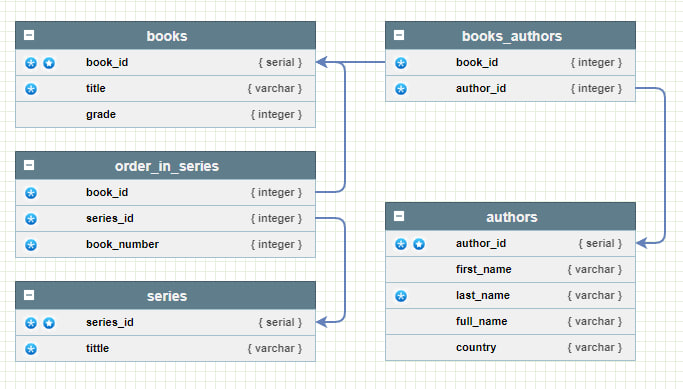 books
book_id { serial }
title { varchar }
grade { integer }
order_in_series
book_id { integer }
series_id { integer }
book_number { integer }
series
series_id { serial }
tittle { varchar }
books_authors
book_id { integer }
author_id { integer }
authors
author_id { serial }
first_name { varchar }
last_name { varchar }
full_name { varchar }
country { varchar }